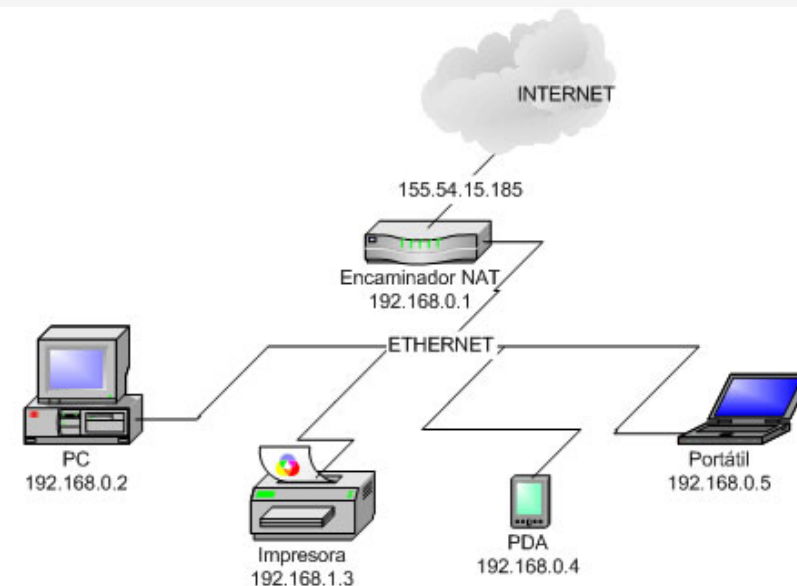 INTERNET
155.54.15.185
Encaminador NAT
192.168.0.1
ETHERNET
PC
192.168.0.2
Portátil
192.168.0.5
Impresora
192.168.1.3
PDA
192.168.0.4